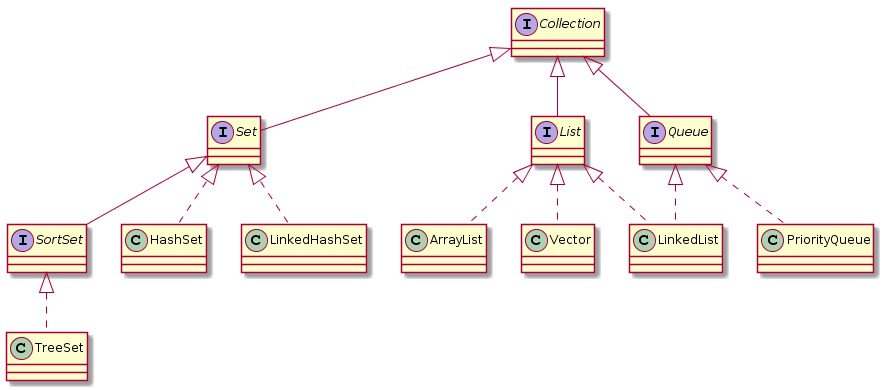 I Collection
I Set
I List
I Queue
I SortSet
C HashSet
C LinkedHashSet
C ArrayList
C Vector
C LinkedList
C PriorityQueue
C TreeSet